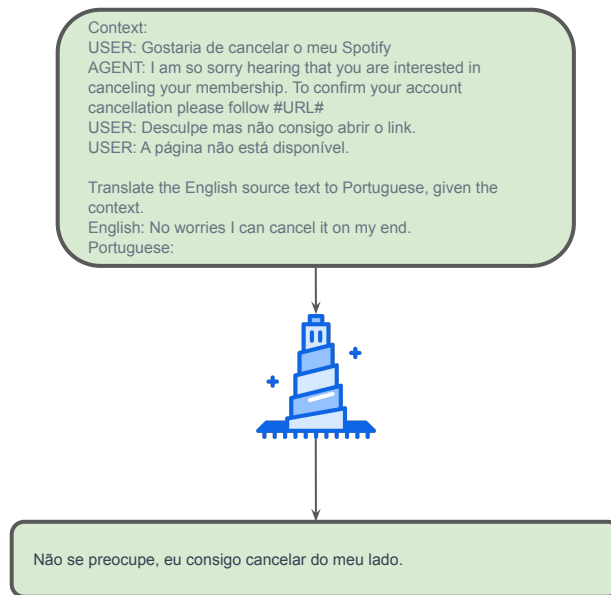 Context:
USER: Gostaria de cancelar o meu Spotify
AGENT: I am so sorry hearing that you are interested in
canceling your membership. To confirm your account
cancellation please follow #URL#
USER: Desculpe mas não consigo abrir o link.
USER: A página não está disponível.
Translate the English source text to Portuguese, given the
context.
English: No worries I can cancel it on my end.
Portuguese:
Não se preocupe, eu consigo cancelar do meu lado.